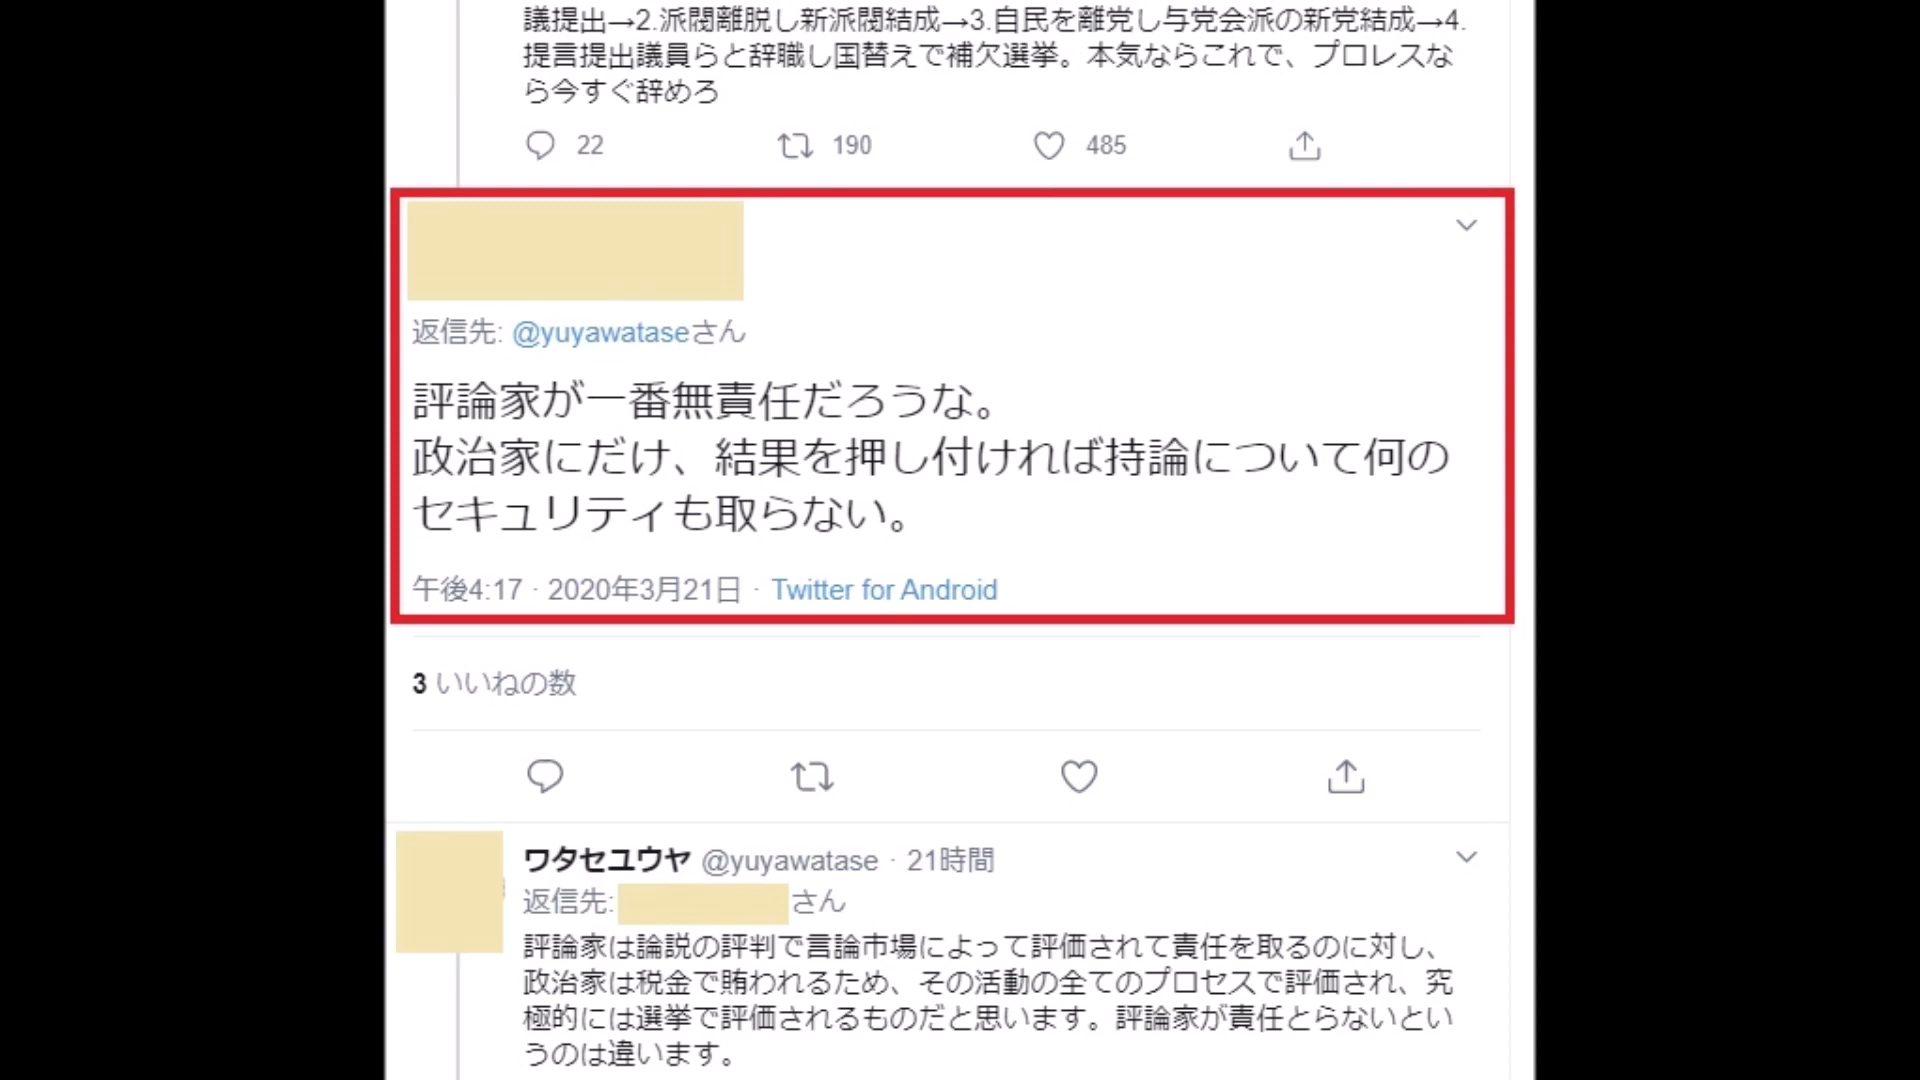 議提出→2.派閥離脱し新派閥結成→3.自民を離党し与党会派の新党結成→4.
提言提出議員らと辞職し国替えで補欠選挙。本気ならこれで、プロレスな
ら今すぐ辞めろ
22 190 485
返信先: @yuyawataseさん
評論家が一番無責任だろうな。
政治家にだけ、結果を押し付ければ持論について何の
セキュリティも取らない。
午後4:17 · 2020年3月21日 · Twitter for Android
3 いいねの数
ワタセユウヤ @yuyawatase · 21時間
返信先: さん
評論家は論説の評判で言論市場によって評価されて責任を取るのに対し、
政治家は税金で賄われるため、その活動の全てのプロセスで評価され、究
極的には選挙で評価されるものだと思います。評論家が責任とらないとい
うのは違います。